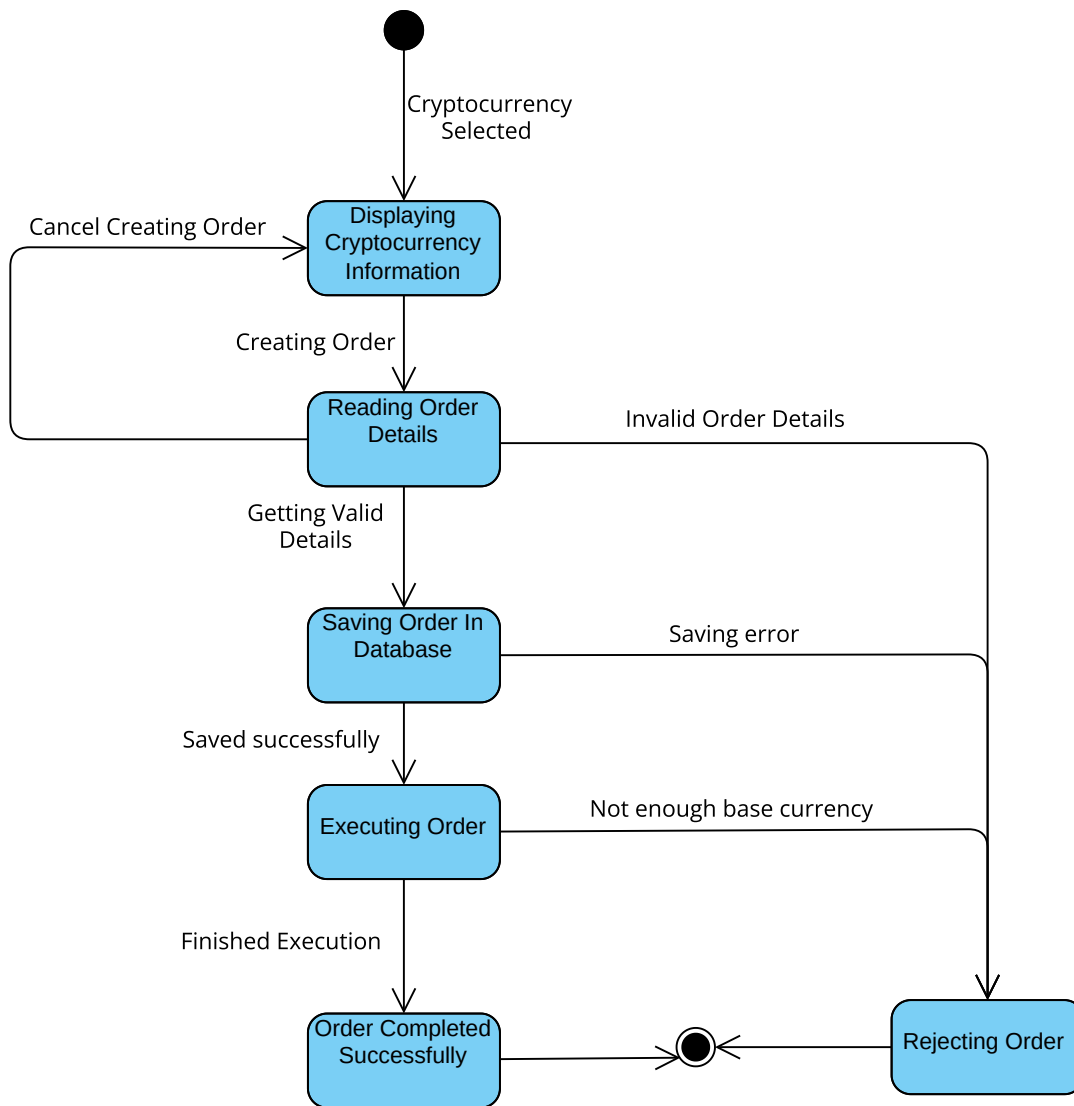 Cryptocurrency
Selected
Cancel Creating Order
Displaying
Cryptocurrency
Information
Creating Order
Reading Order
Details
Invalid Order Details
Getting Valid
Details
Saving Order In
Database
Saving error
Saved successfully
Executing Order
Not enough base currency
Finished Execution
Order Completed
Successfully
Rejecting Order